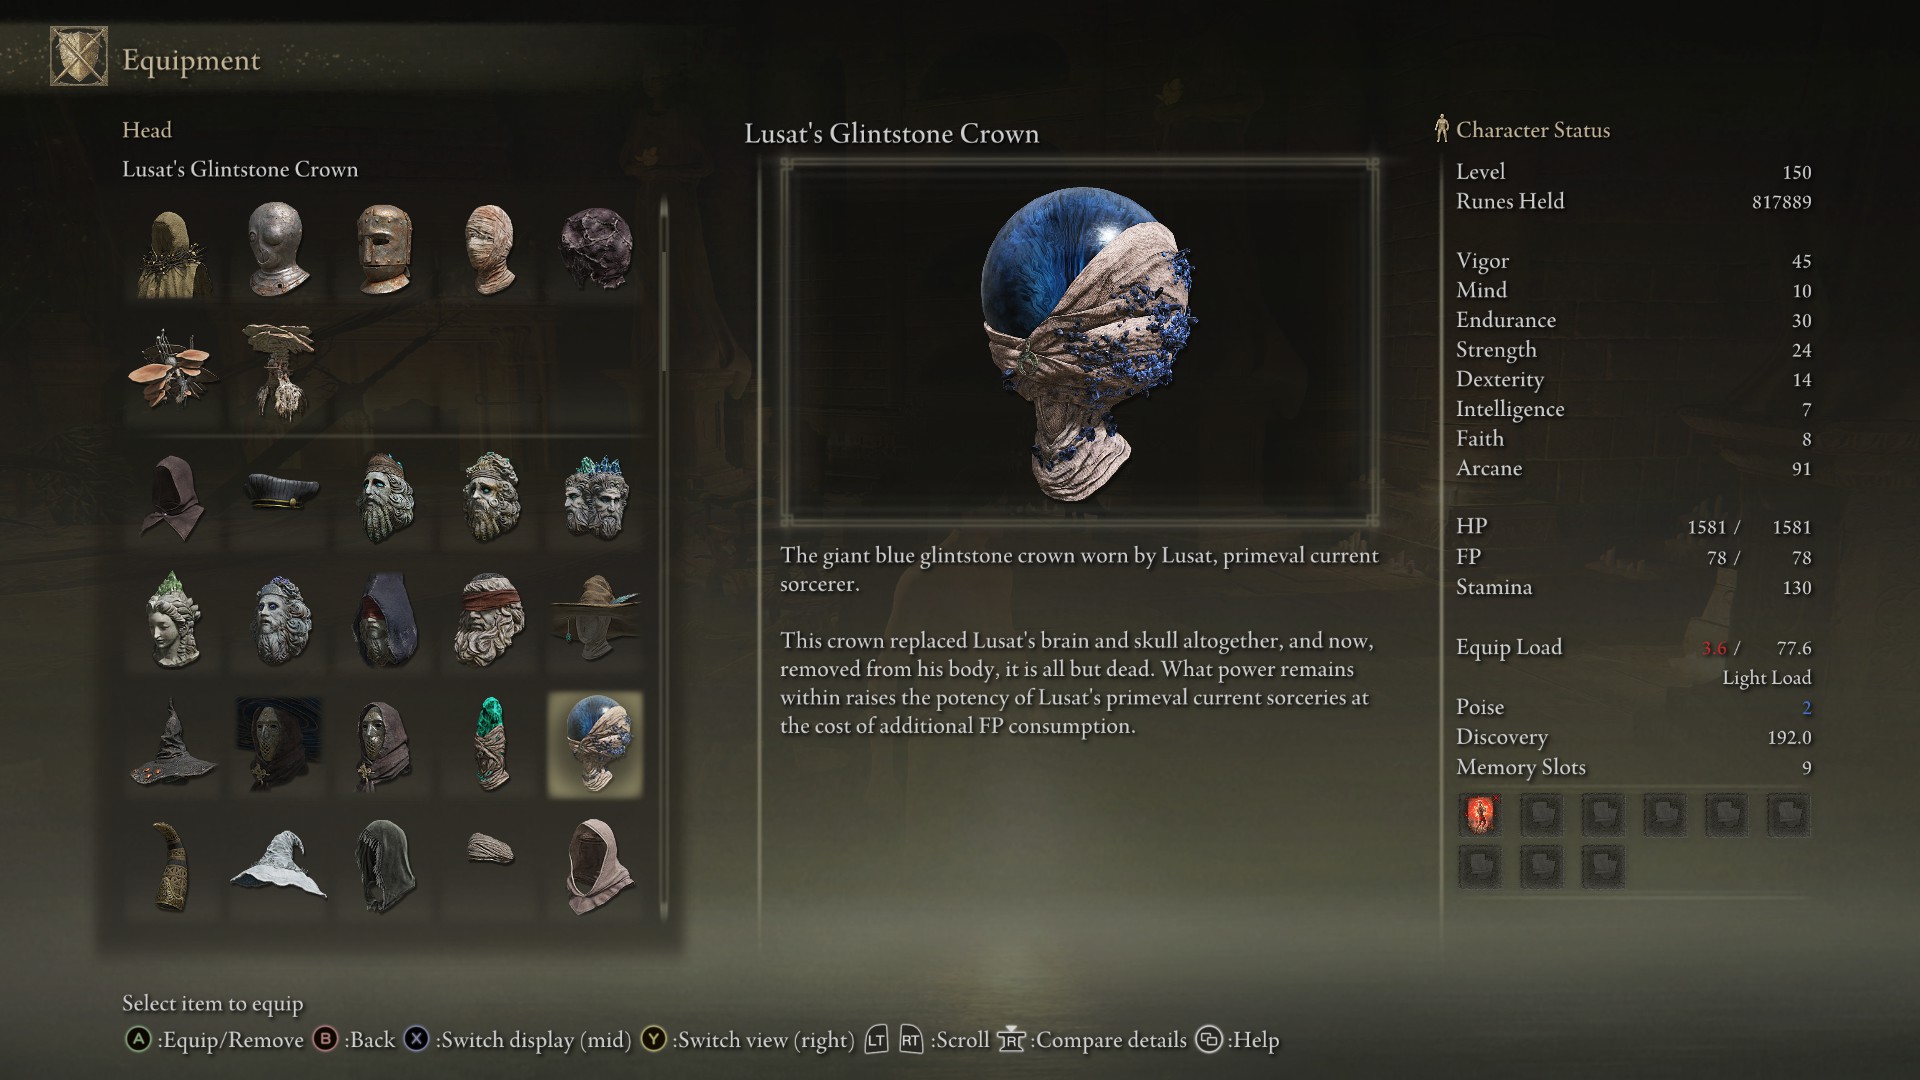 Equipment
Head
Lusat's Glintstone Crown
Lusat's Glintstone Crown
The giant blue glintstone crown worn by Lusat, primeval current
sorcerer.
This crown replaced Lusat's brain and skull altogether, and now,
removed from his body, it is all but dead. What power remains
within raises the potency of Lusat's primeval current sorceries at
the cost of additional FP consumption.
Character Status
Level 150
Runes Held 817889
Vigor 45
Mind 10
Endurance 30
Strength 24
Dexterity 14
Intelligence 7
Faith 8
Arcane 91
HP 1581 / 1581
FP 78 / 78
Stamina 130
Equip Load 3.6 / 77.6
Light Load
Poise 2
Discovery 192.0
Memory Slots 9
Select item to equip
A :Equip/Remove B :Back X :Switch display (mid) Y :Switch view (right) LT RT :Scroll R :Compare details :Help